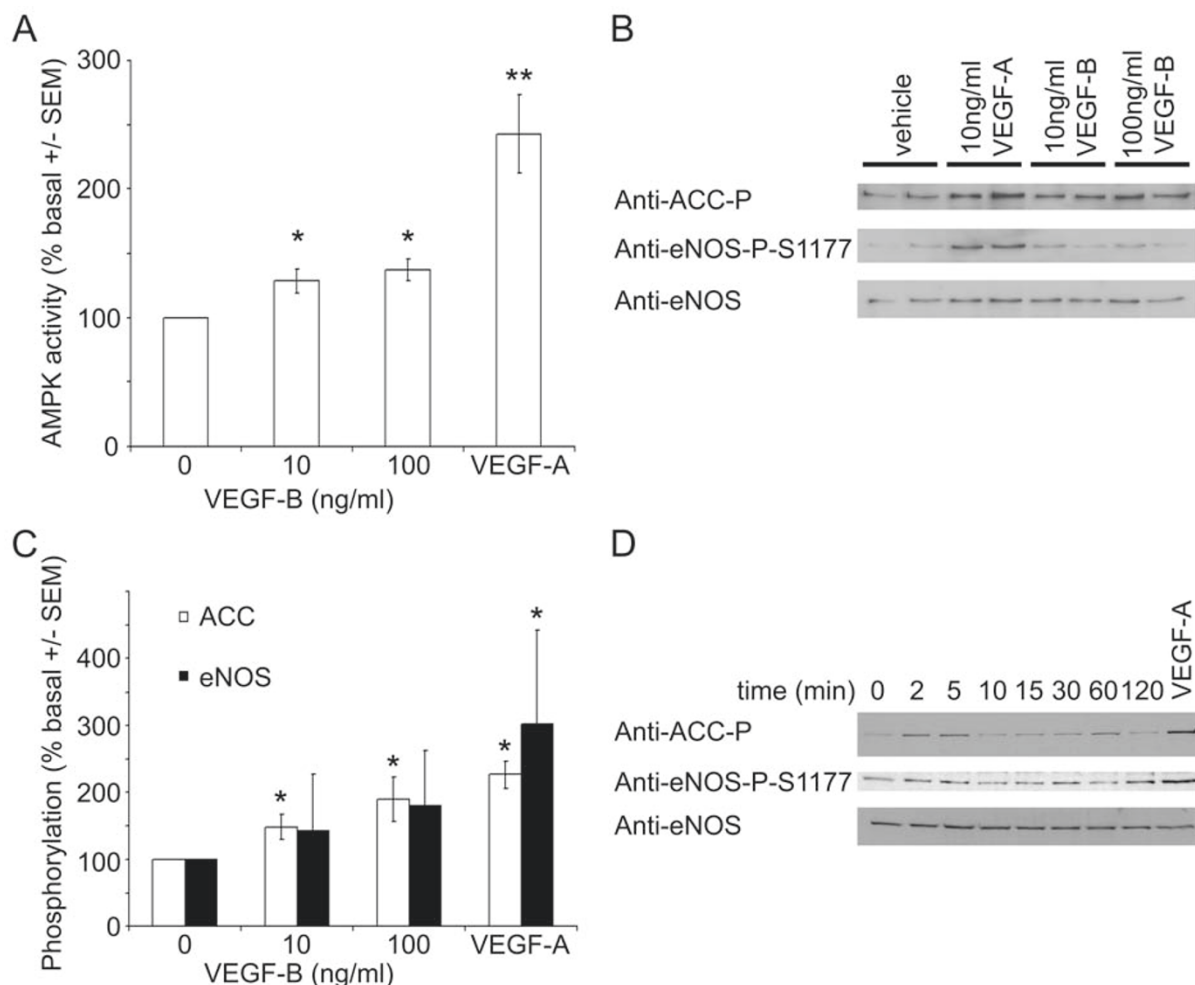 A
AMPK activity (% basal +/- SEM)
300
200
100
0
*
*
**
0 10 100 VEGF-A
VEGF-B (ng/ml)
B
vehicle
10ng/ml
VEGF-A
10ng/ml
VEGF-B
100ng/ml
VEGF-B
Anti-ACC-P
Anti-eNOS-P-S1177
Anti-eNOS
C
Phosphorylation (% basal +/- SEM)
400
300
200
100
0
ACC
eNOS
*
*
*
*
0 10 100 VEGF-A
VEGF-B (ng/ml)
D
time (min) 0 2 5 10 15 30 60 120 VEGF-A
Anti-ACC-P
Anti-eNOS-P-S1177
Anti-eNOS